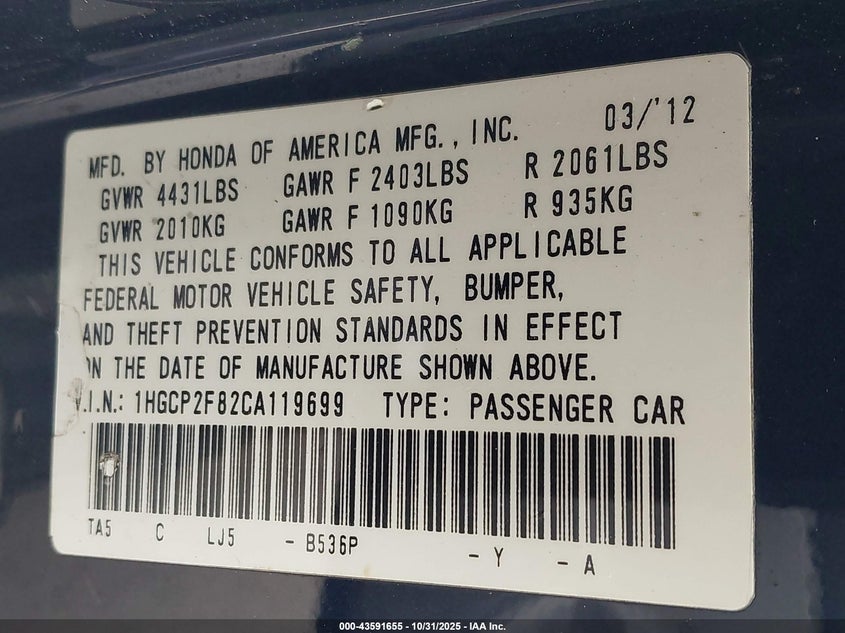 MFD. BY HONDA OF AMERICA MFG., INC. 03/'12
GVWR 4431LBS GAWR F 2403LBS R 2061LBS
GVWR 2010KG GAWR F 1090KG R 935KG
THIS VEHICLE CONFORMS TO ALL APPLICABLE
FEDERAL MOTOR VEHICLE SAFETY, BUMPER,
AND THEFT PREVENTION STANDARDS IN EFFECT
ON THE DATE OF MANUFACTURE SHOWN ABOVE.
V.I.N.: 1HGCP2F82CA119699 TYPE: PASSENGER CAR
TA5 C LJ5 - B536P - Y - A
000-43591655 - 10/31/2025 - IAA Inc.